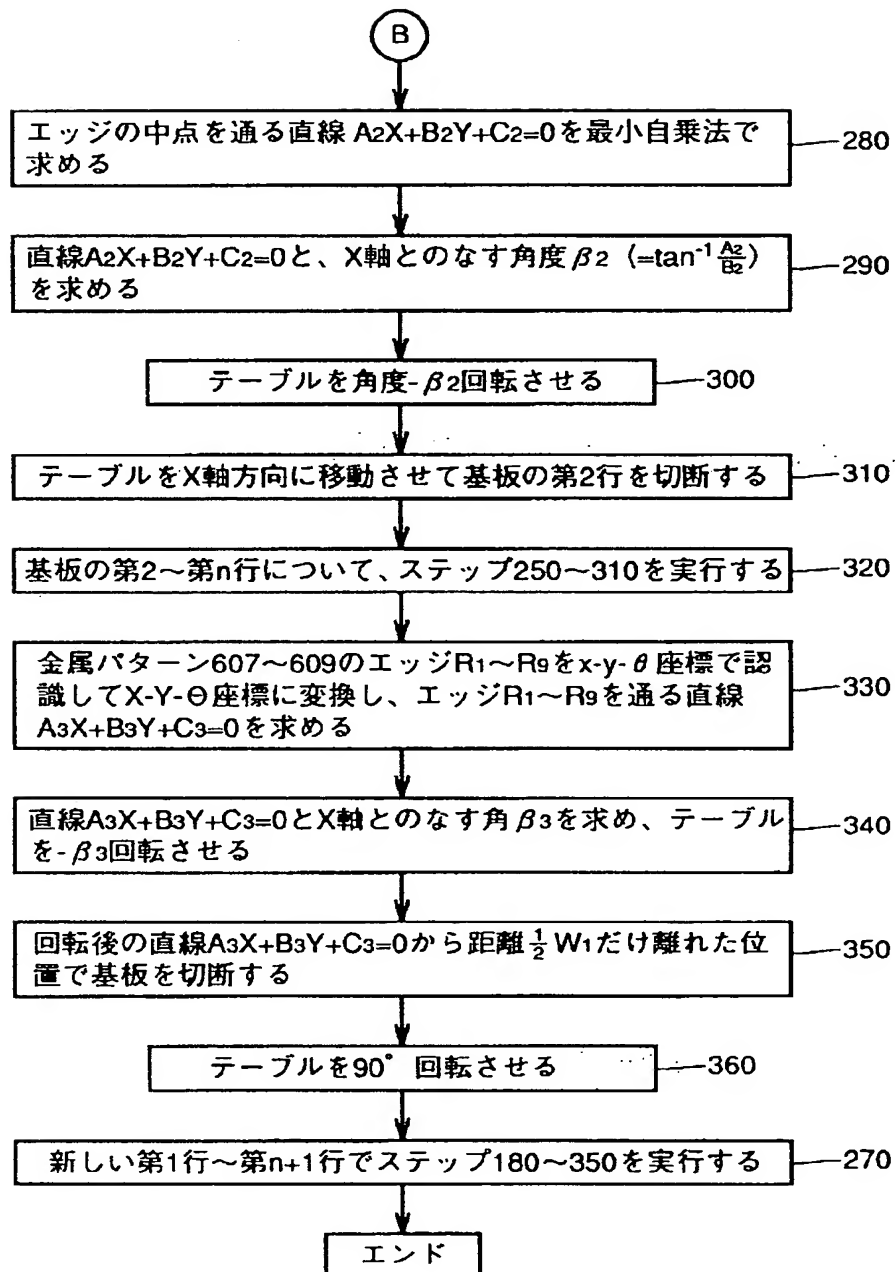 B
エッジの中点を通る直線 A2X+B2Y+C2=0を最小自乗法で
求める
280
直線A2X+B2Y+C2=0と、X軸とのなす角度β2 (=tan-1 A2/B2)
を求める
290
テーブルを角度-β2回転させる
300
テーブルをX軸方向に移動させて基板の第2行を切断する
310
基板の第2～第n行について、ステップ250～310を実行する
320
金属パターン607～609のエッジR1～R9をx-y-θ座標で認
識してX-Y-Θ座標に変換し、エッジR1～R9を通る直線
A3X+B3Y+C3=0を求める
330
直線A3X+B3Y+C3=0とX軸とのなす角β3を求め、テーブル
を-β3回転させる
340
回転後の直線A3X+B3Y+C3=0から距離1/2 W1だけ離れた位
置で基板を切断する
350
テーブルを90°回転させる
360
新しい第1行～第n+1行でステップ180～350を実行する
270
エンド